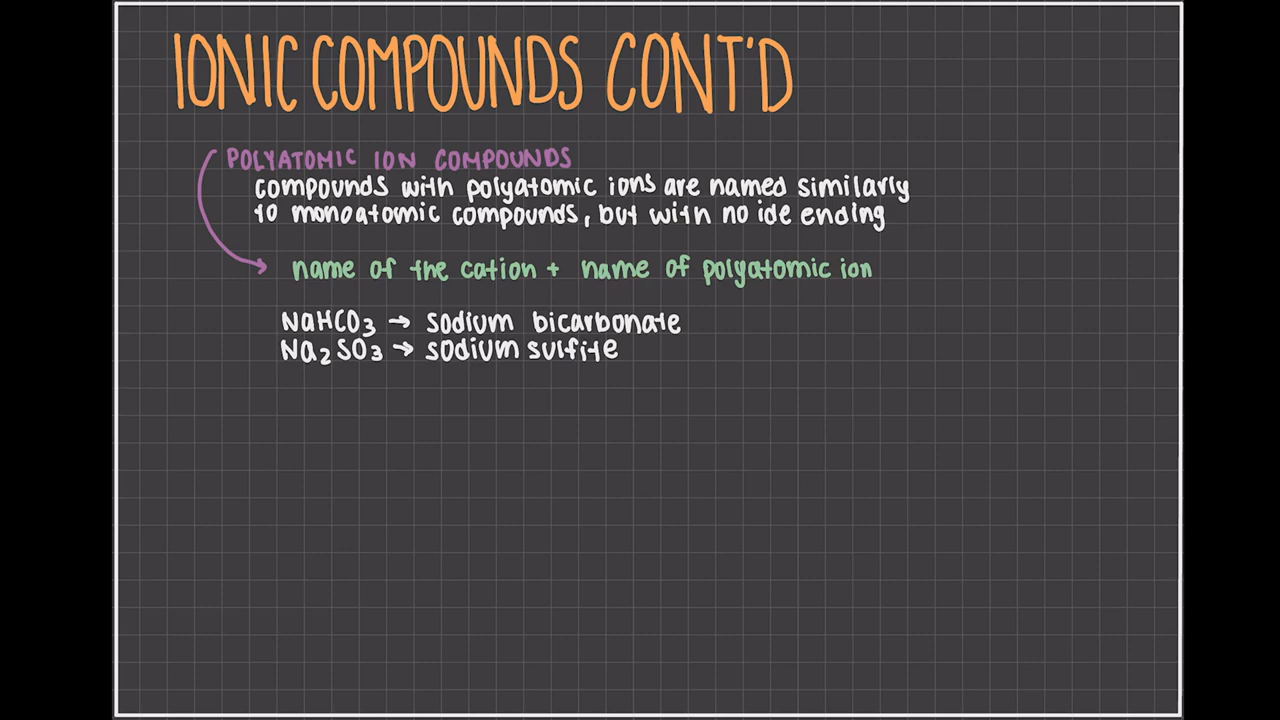 IONIC COMPOUNDS CONT'D
POLYATOMIC ION COMPOUNDS
compounds with polyatomic ions are named similarly
to monoatomic compounds, but with no ide ending
name of the cation + name of polyatomic ion
NaHCO3 → sodium bicarbonate
Na2SO3 → sodium sulfite